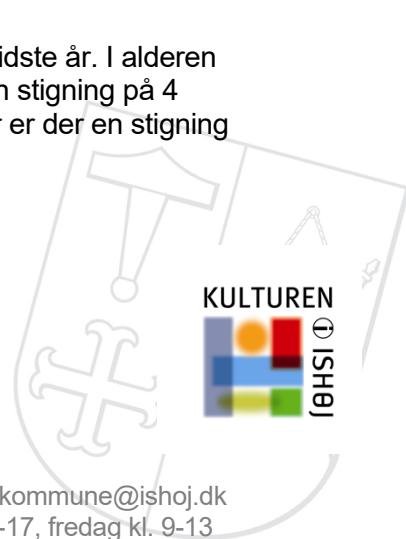 idste år. I alderen
n stigning på 4
r er der en stigning
KULTUREN
i ISHØJ
kommune@ishoj.dk
-17, fredag kl. 9-13